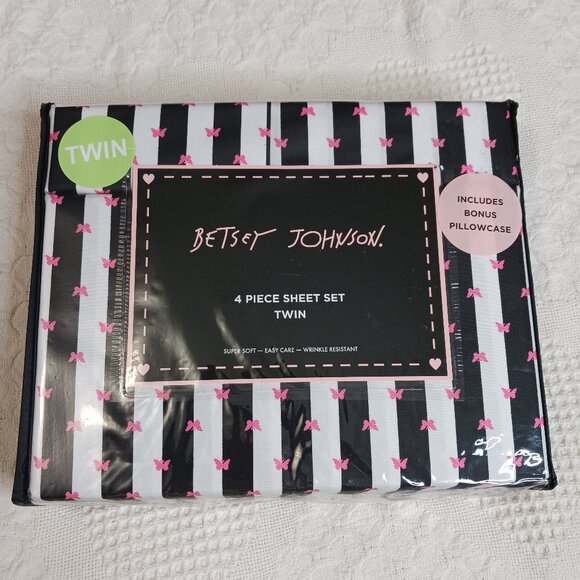 TWIN
BETSEY JOHNSON.
4 PIECE SHEET SET
TWIN
SUPER SOFT — EASY CARE — WRINKLE RESISTANT
INCLUDES
BONUS
PILLOWCASE